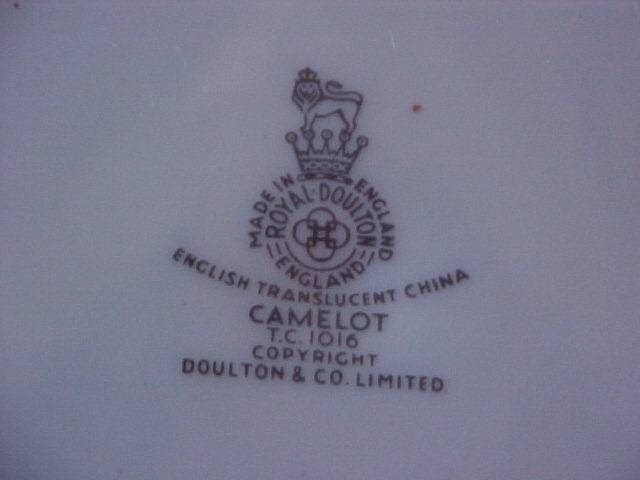 MADE IN ENGLAND
ROYAL·DOULTON
ENGLAND
ENGLISH TRANSLUCENT CHINA
CAMELOT
T.C. 1016
COPYRIGHT
DOULTON & CO. LIMITED